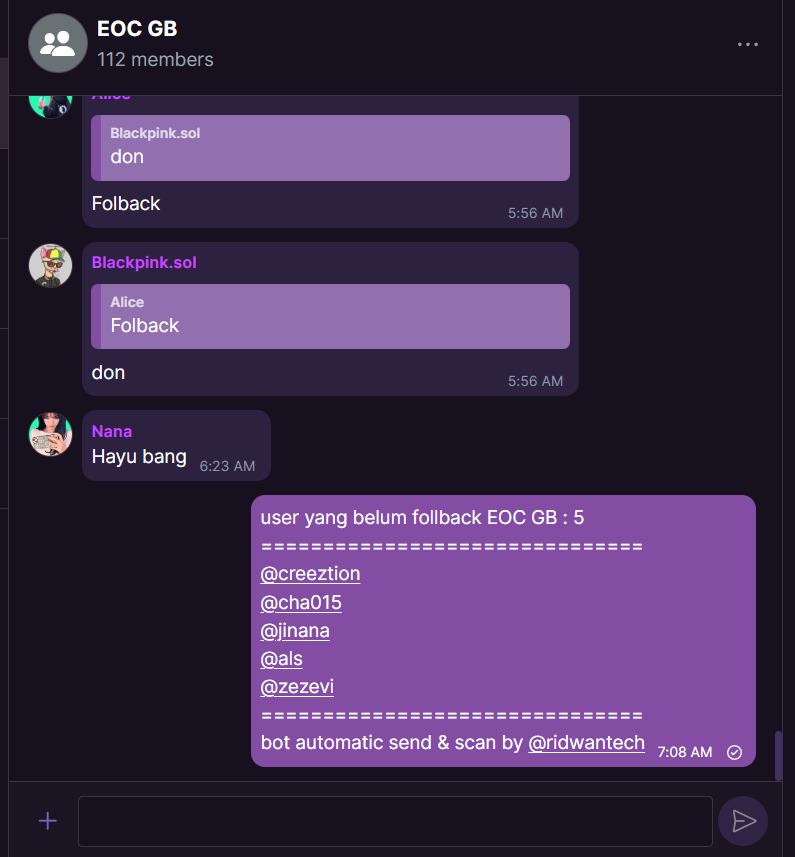 EOC GB
112 members
Alice
Blackpink.sol
don
Folback
5:56 AM
Blackpink.sol
Alice
Folback
don
5:56 AM
Nana
Hayu bang
6:23 AM
user yang belum follback EOC GB : 5
===============================
@creeztion
@cha015
@jinana
@als
@zezevi
===============================
bot automatic send & scan by @ridwantech
7:08 AM